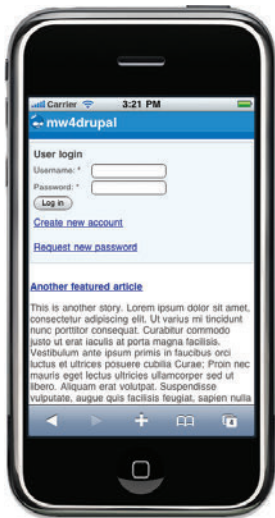 Carrier 3:21 PM
mw4drupal
User login
Username: *
Password: *
Log in
Create new account
Request new password
Another featured article
This is another story. Lorem ipsum dolor sit amet,
consectetur adipiscing elit. Ut varius mi tincidunt
nunc porttitor consequat. Curabitur commodo
justo ut erat iaculis at porta magna facilisis.
Vestibulum ante ipsum primis in faucibus orci
luctus et ultrices posuere cubilia Curae; Proin nec
mauris eget lectus ultricies ullamcorper sed ut
libero. Aliquam erat volutpat. Suspendisse
vulputate, augue quis facilisis feugiat, sapien nulla